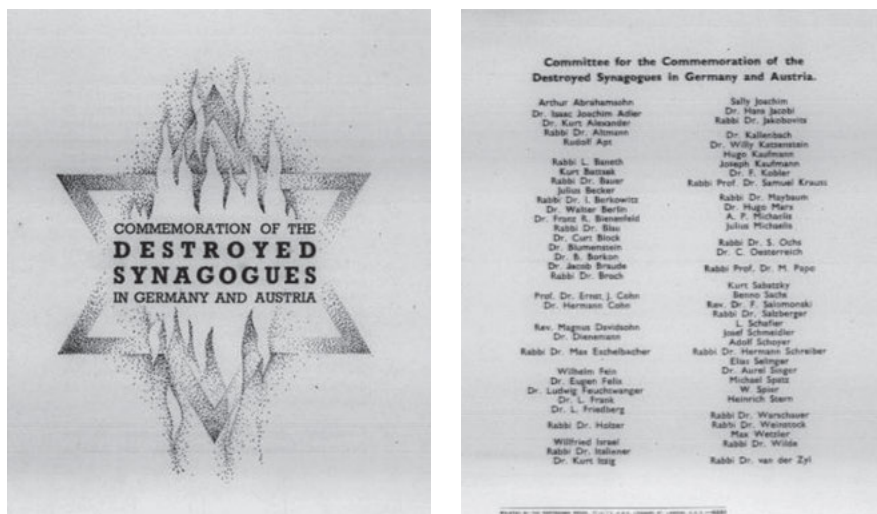 COMMEMORATION OF THE
DESTROYED
SYNAGOGUES
IN GERMANY AND AUSTRIA
Committee for the Commemoration of the
Destroyed Synagogues in Germany and Austria.
Arthur Abrahamsohn
Dr. Isaac Joachim Adler
Dr. Kurt Alexander
Rabbi Dr. Altmann
Rudolf Apt
Rabbi L. Baneth
Kurt Battsek
Rabbi Dr. Bauer
Julius Becker
Rabbi Dr. I. Berkowitz
Dr. Walter Berlin
Dr. Franz R. Bienenfeld
Rabbi Dr. Blau
Dr. Curt Block
Dr. Blumenstein
Dr. B. Borkon
Dr. Jacob Braude
Rabbi Dr. Broch
Prof. Dr. Ernst J. Cohn
Dr. Hermann Cohn
Rev. Magnus Davidsohn
Dr. Dienemann
Rabbi Dr. Max Eschelbacher
Wilhelm Fein
Dr. Eugen Felix
Dr. Ludwig Feuchtwanger
Dr. L. Frank
Dr. L. Friedberg
Rabbi Dr. Holzer
Willfried Israel
Rabbi Dr. Italiener
Dr. Kurt Itzig
Sally Joachim
Dr. Hans Jacobi
Rabbi Dr. Jakobovits
Dr. Kallenbach
Dr. Willy Katzenstein
Hugo Kaufmann
Joseph Kaufmann
Dr. F. Kobler
Rabbi Prof. Dr. Samuel Krauss
Rabbi Dr. Maybaum
Dr. Hugo Marx
A. P. Michaelis
Julius Michaelis
Rabbi Dr. S. Ochs
Dr. C. Oesterreich
Rabbi Prof. Dr. M. Papo
Kurt Sabatzky
Benno Sachs
Rev. Dr. F. Salomonski
Rabbi Dr. Salzberger
L. Schafier
Josef Schmeidler
Adolf Schoyer
Rabbi Dr. Hermann Schreiber
Elias Selinger
Dr. Aurel Singer
Michael Spatz
W. Spier
Heinrich Stern
Rabbi Dr. Warschauer
Rabbi Dr. Weinstock
Max Wetzler
Rabbi Dr. Wilde
Rabbi Dr. van der Zyl